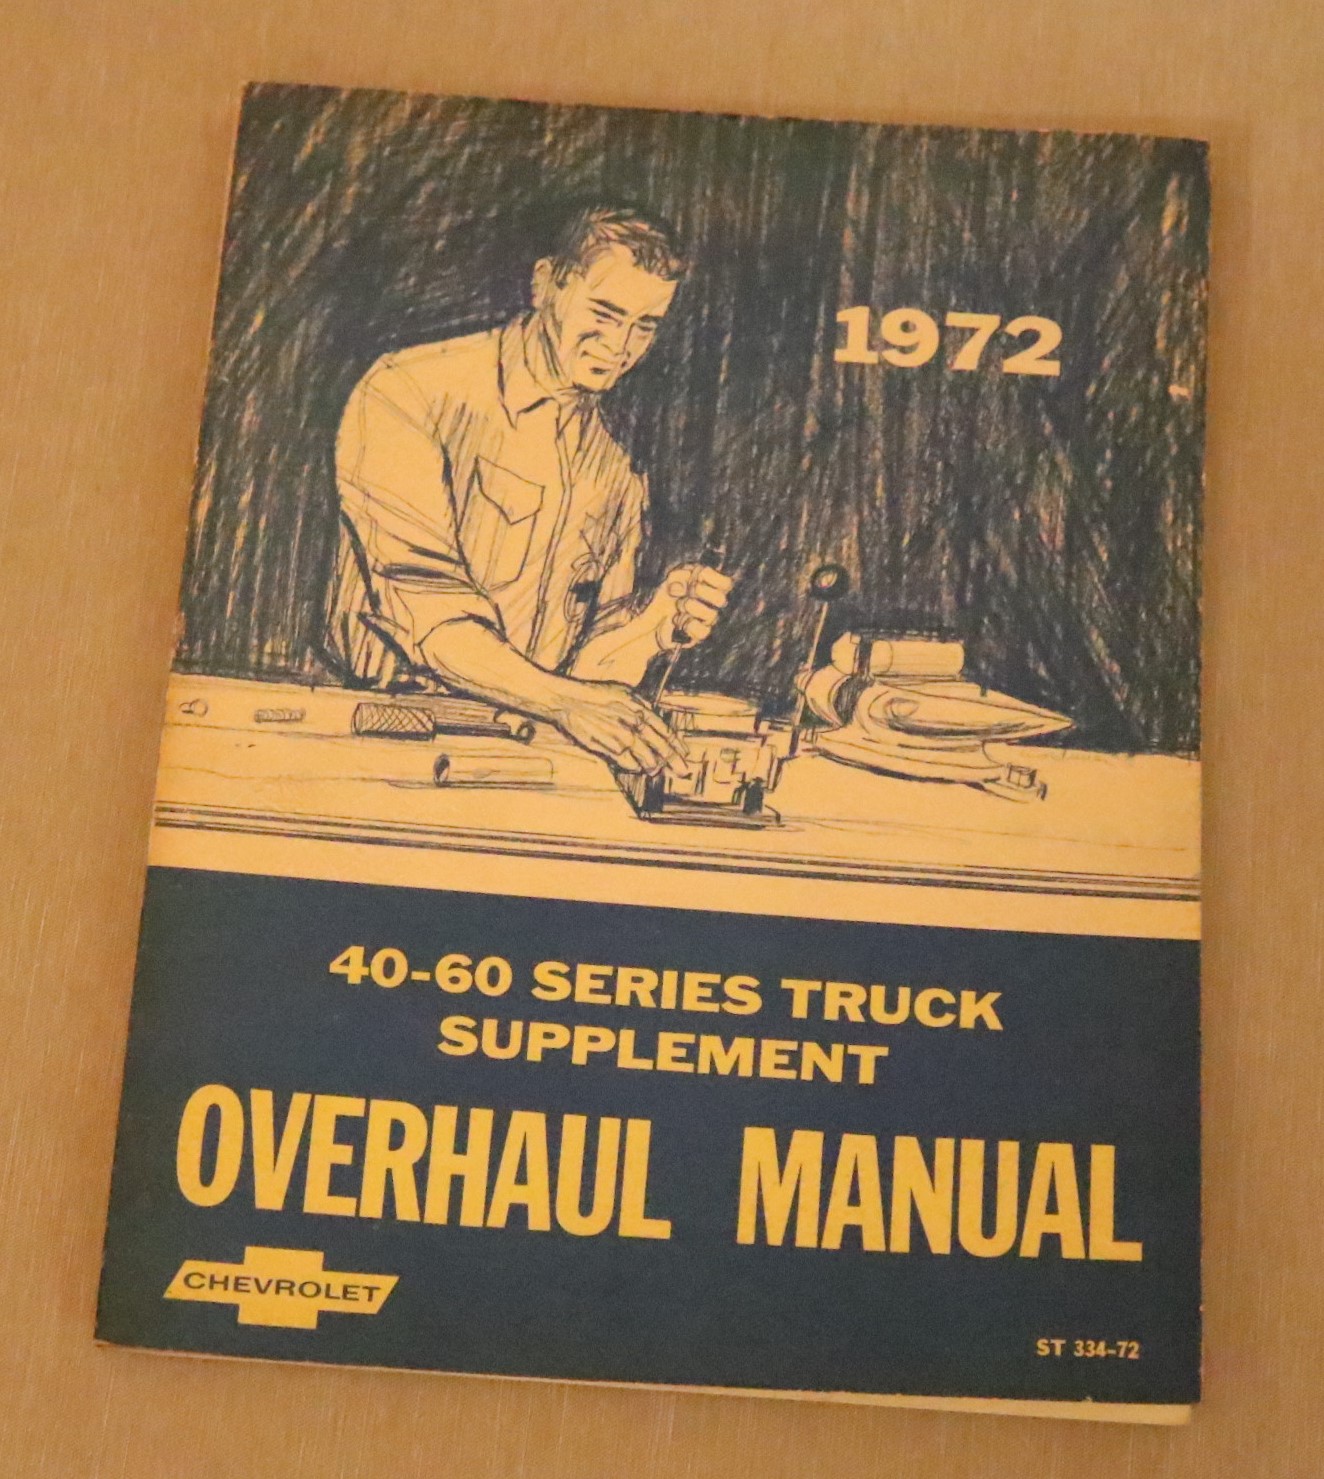 1972
40-60 SERIES TRUCK
SUPPLEMENT
OVERHAUL MANUAL
CHEVROLET
ST 334-72